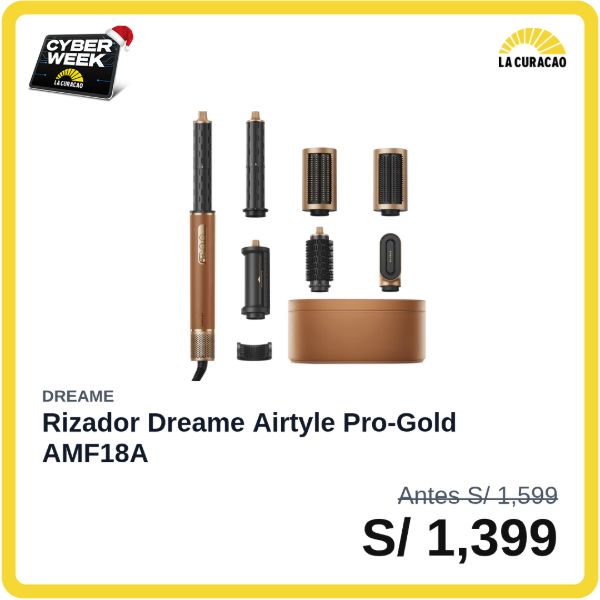 CYBER
WEEK
LA CURACAO
LA CURACAO
DREAME
Rizador Dreame Airtyle Pro-Gold
AMF18A
Antes S/ 1,599
S/ 1,399